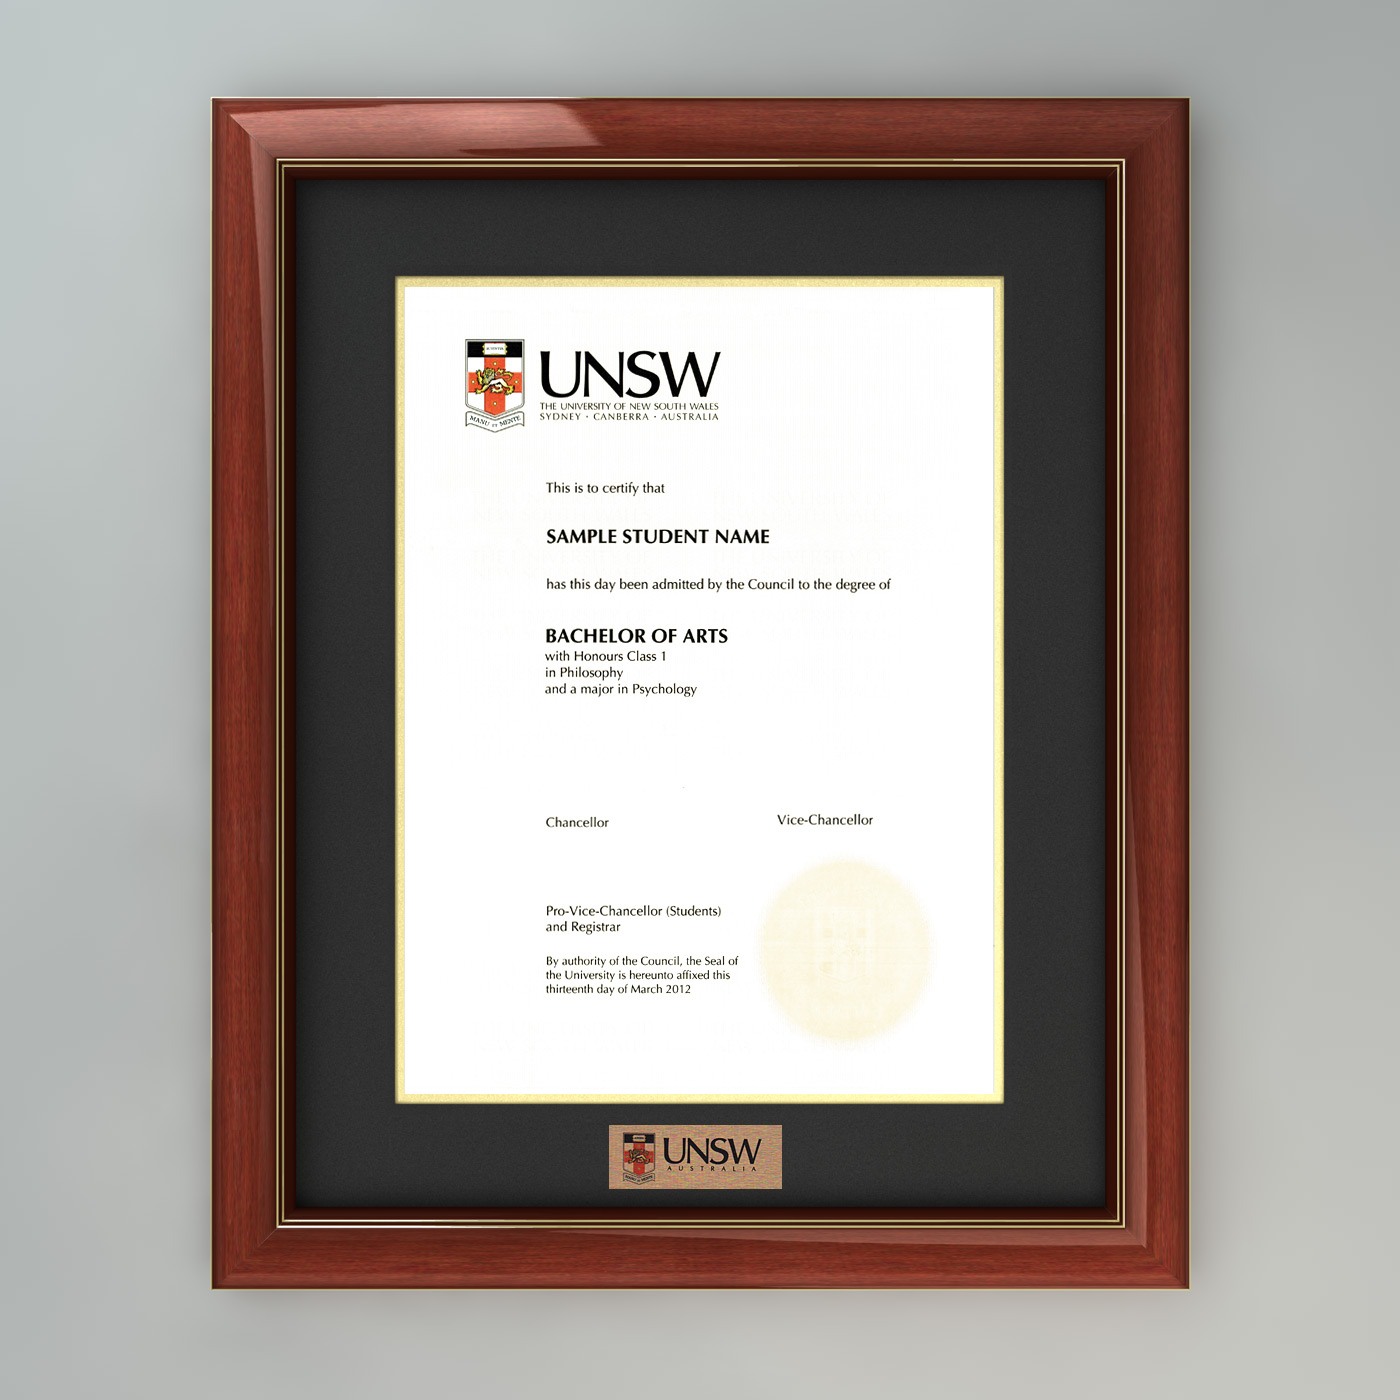 UNSW
THE UNIVERSITY OF NEW SOUTH WALES
SYDNEY · CANBERRA · AUSTRALIA
MANU ET MENTE
This is to certify that
SAMPLE STUDENT NAME
has this day been admitted by the Council to the degree of
BACHELOR OF ARTS
with Honours Class 1
in Philosophy
and a major in Psychology
Chancellor
Vice-Chancellor
Pro-Vice-Chancellor (Students)
and Registrar
By authority of the Council, the Seal of
the University is hereunto affixed this
thirteenth day of March 2012
UNSW
AUSTRALIA